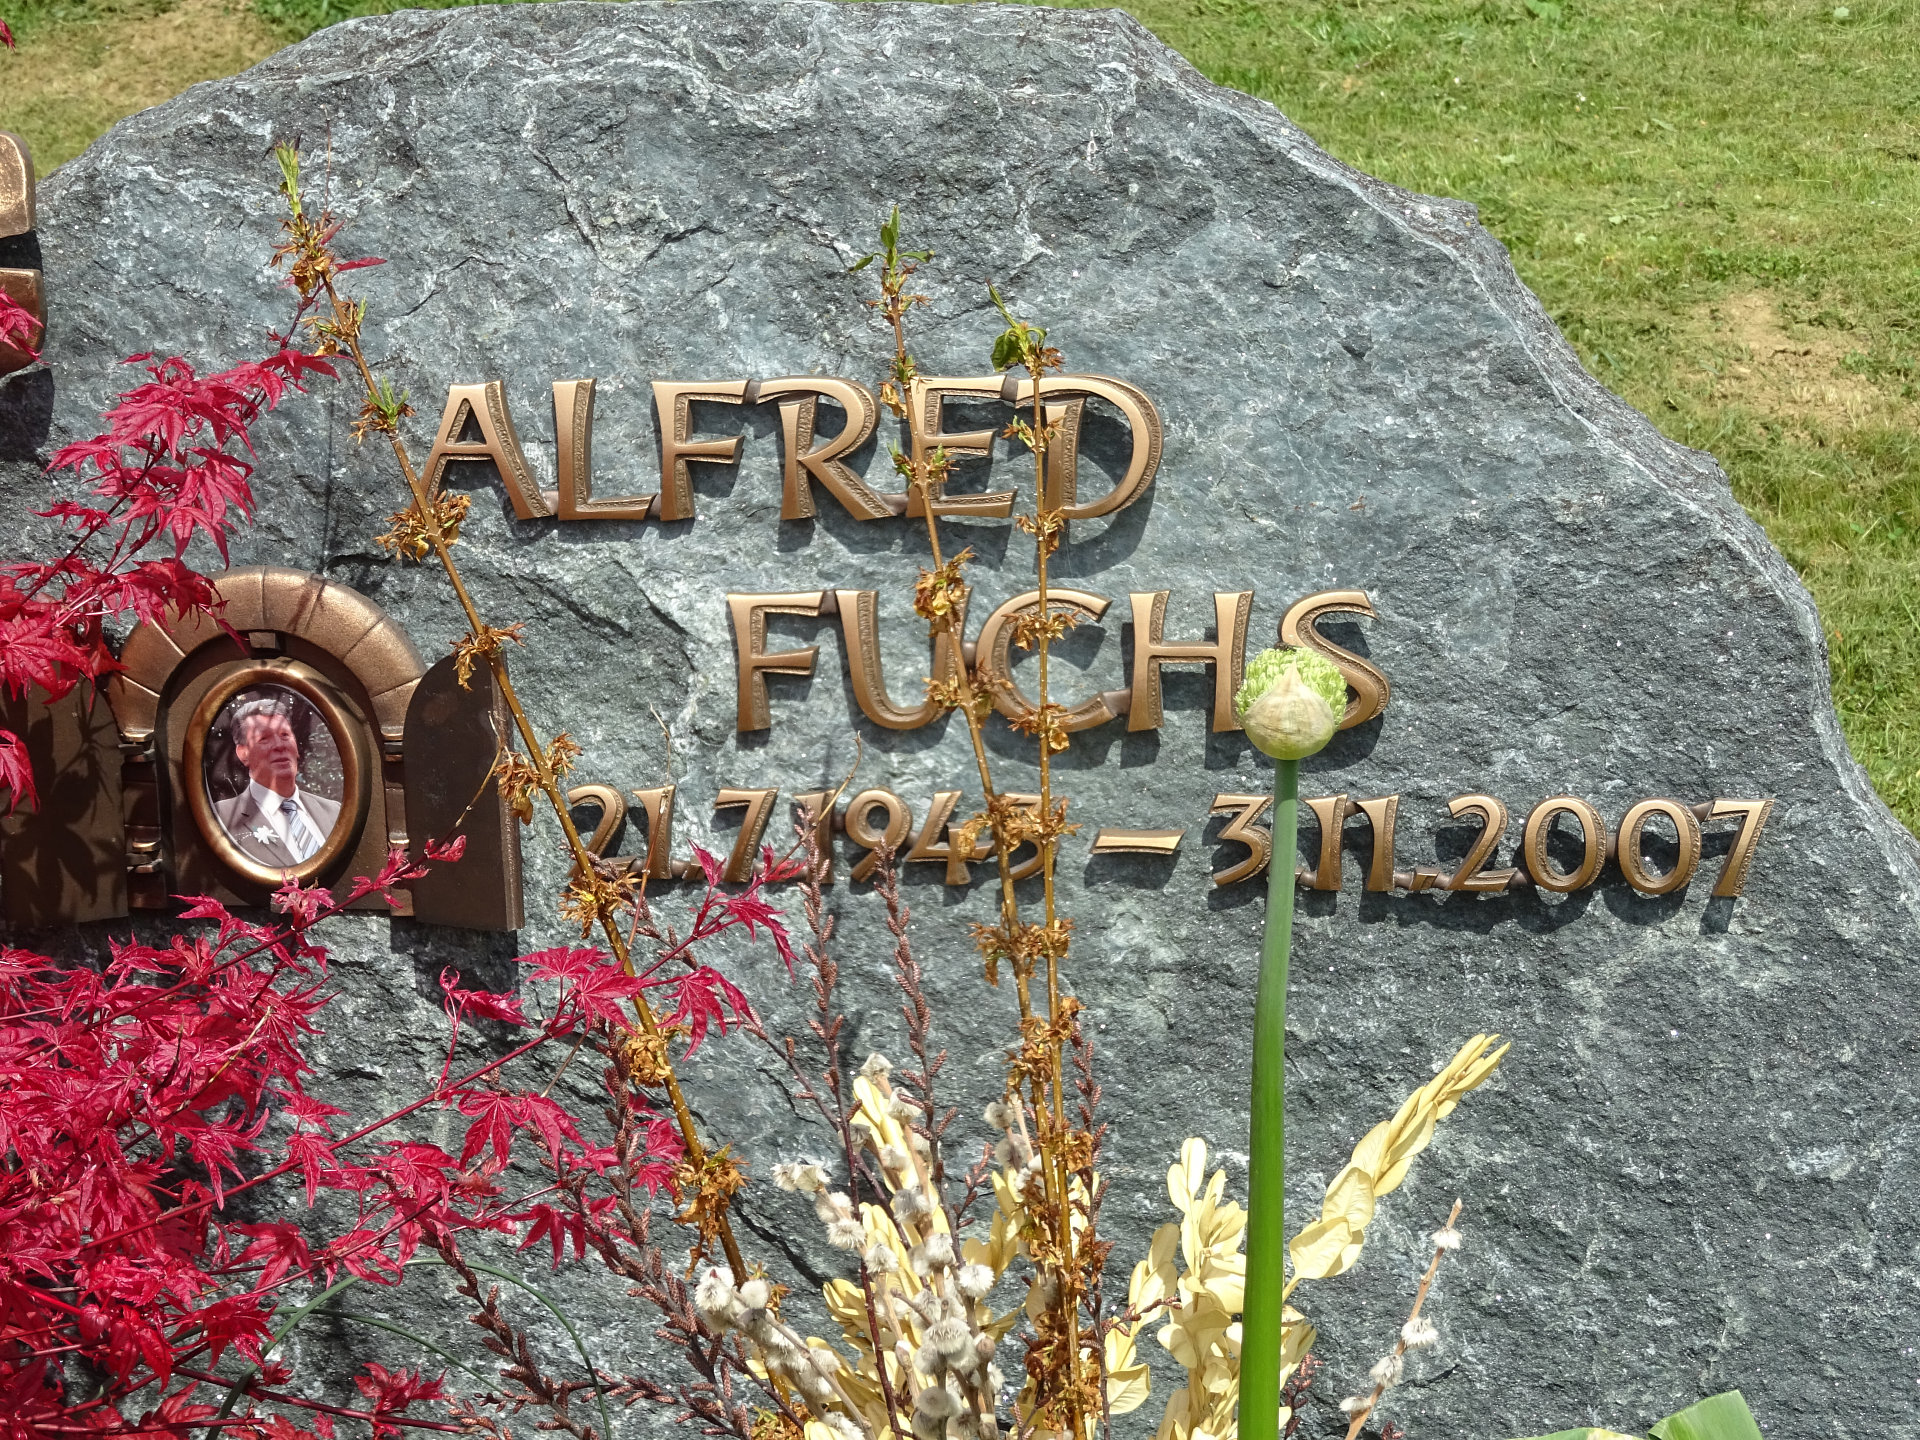 ALFRED
FUCHS
21.7.1943 – 3.11.2007